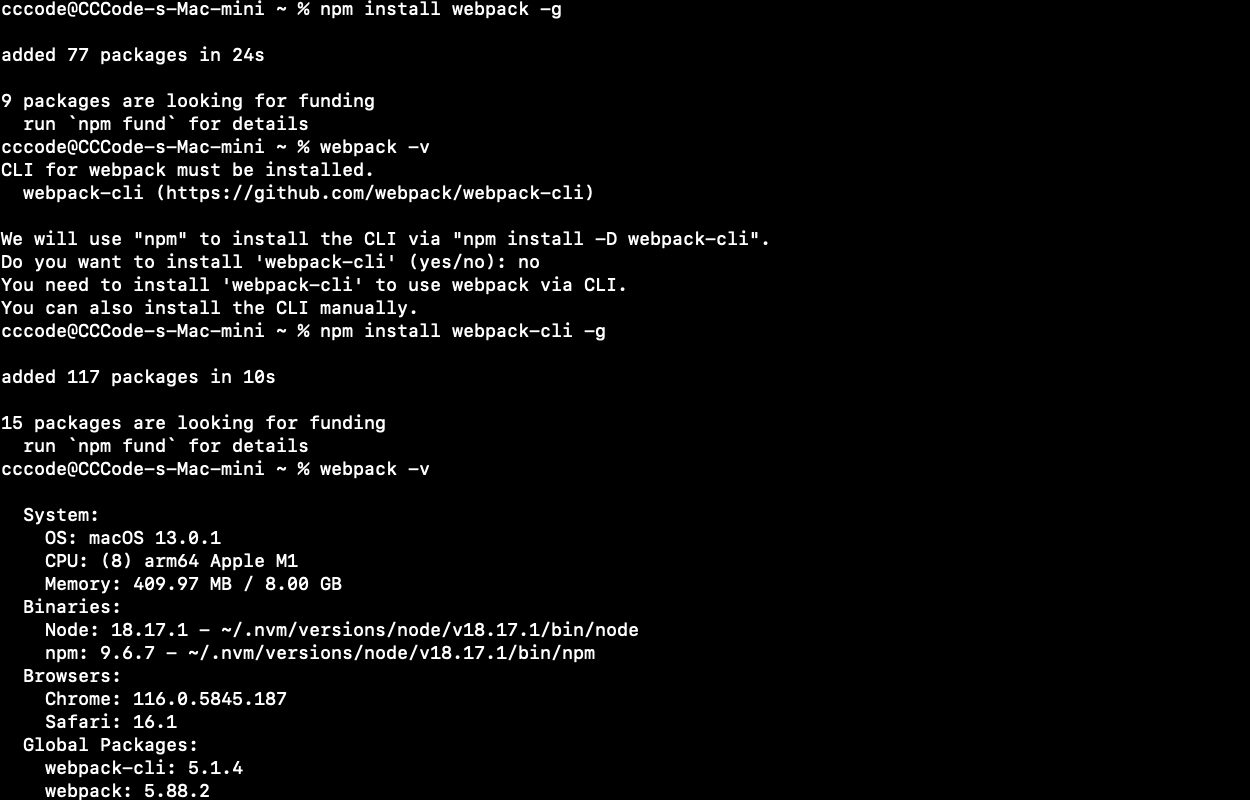 cccode@CCCode-s-Mac-mini ~ % npm install webpack -g
added 77 packages in 24s
9 packages are looking for funding
run `npm fund` for details
cccode@CCCode-s-Mac-mini ~ % webpack -v
CLI for webpack must be installed.
webpack-cli (https://github.com/webpack/webpack-cli)
We will use "npm" to install the CLI via "npm install -D webpack-cli".
Do you want to install 'webpack-cli' (yes/no): no
You need to install 'webpack-cli' to use webpack via CLI.
You can also install the CLI manually.
cccode@CCCode-s-Mac-mini ~ % npm install webpack-cli -g
added 117 packages in 10s
15 packages are looking for funding
run `npm fund` for details
cccode@CCCode-s-Mac-mini ~ % webpack -v
System:
OS: macOS 13.0.1
CPU: (8) arm64 Apple M1
Memory: 409.97 MB / 8.00 GB
Binaries:
Node: 18.17.1 - ~/.nvm/versions/node/v18.17.1/bin/node
npm: 9.6.7 - ~/.nvm/versions/node/v18.17.1/bin/npm
Browsers:
Chrome: 116.0.5845.187
Safari: 16.1
Global Packages:
webpack-cli: 5.1.4
webpack: 5.88.2